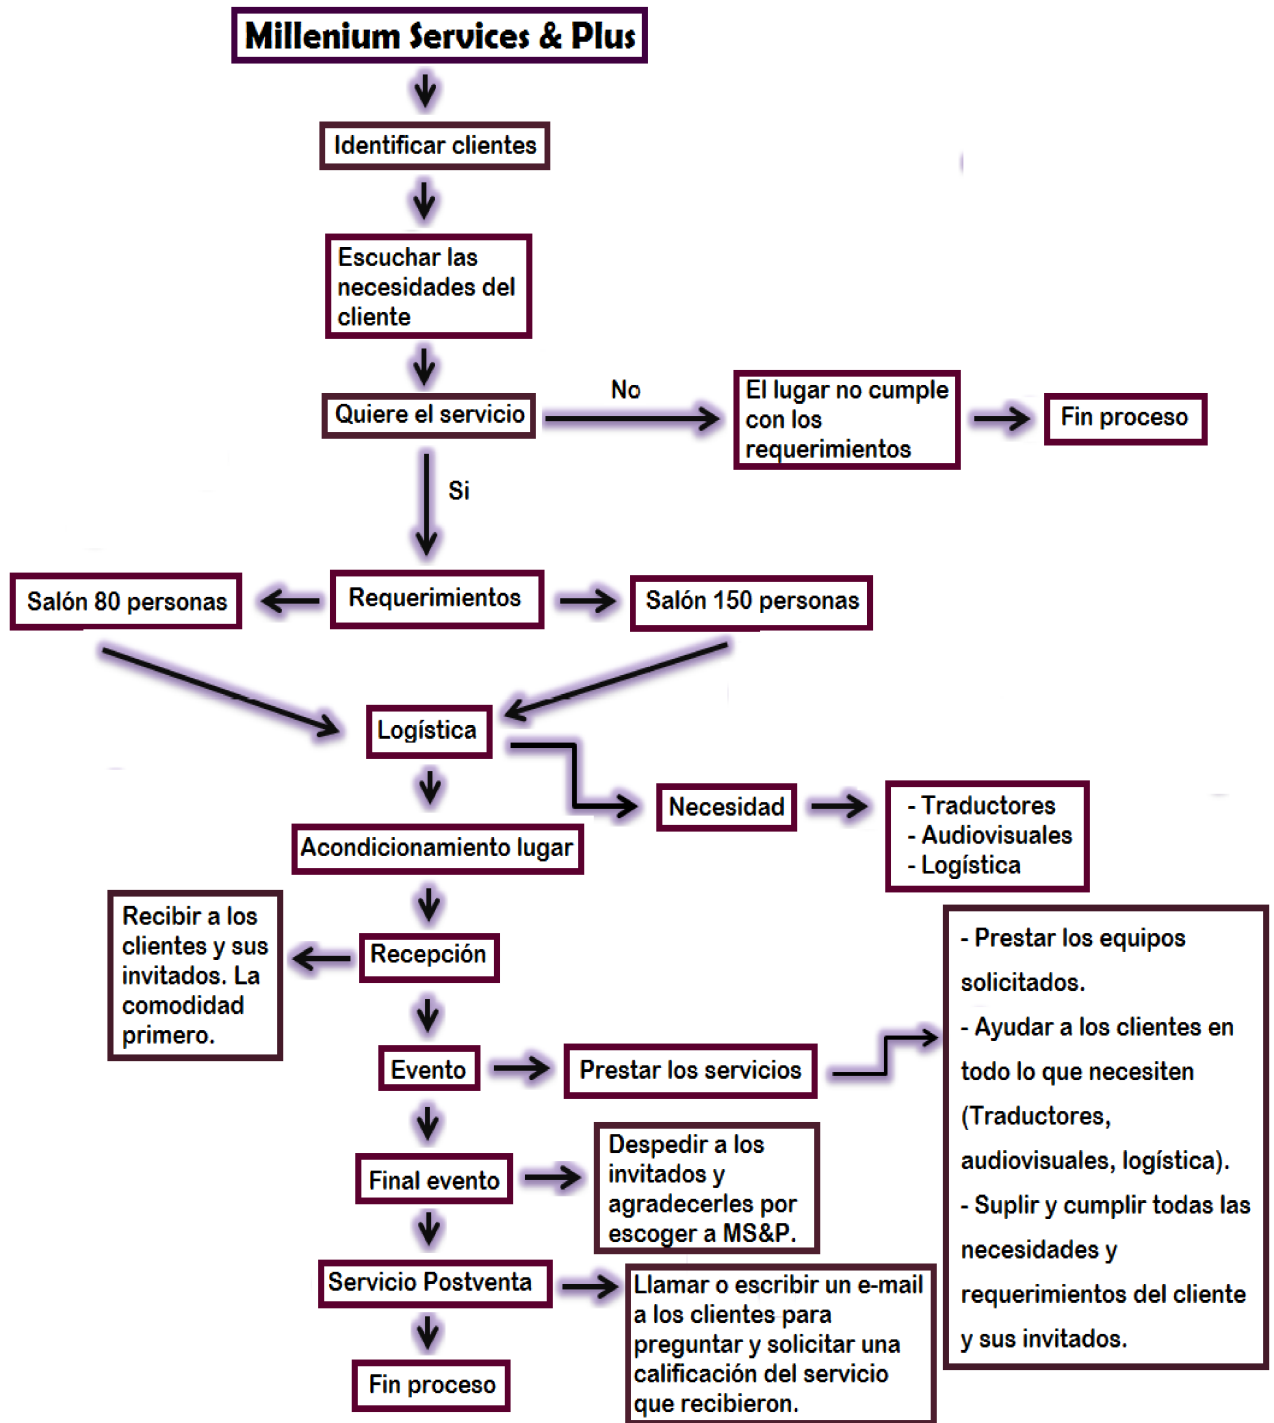 Millenium Services & Plus
Identificar clientes
Escuchar las
necesidades del
cliente
Quiere el servicio
No
El lugar no cumple
con los
requerimientos
Fin proceso
Si
Salón 80 personas
Requerimientos
Salón 150 personas
Logística
Necesidad
- Traductores
- Audiovisuales
- Logística
Acondicionamiento lugar
Recibir a los
clientes y sus
invitados. La
comodidad
primero.
Recepción
Evento
Prestar los servicios
- Prestar los equipos
solicitados.
- Ayudar a los clientes en
todo lo que necesiten
(Traductores,
audiovisuales, logística).
- Suplir y cumplir todas las
necesidades y
requerimientos del cliente
y sus invitados.
Final evento
Despedir a los
invitados y
agradecerles por
escoger a MS&P.
Servicio Postventa
Llamar o escribir un e-mail
a los clientes para
preguntar y solicitar una
calificación del servicio
que recibieron.
Fin proceso